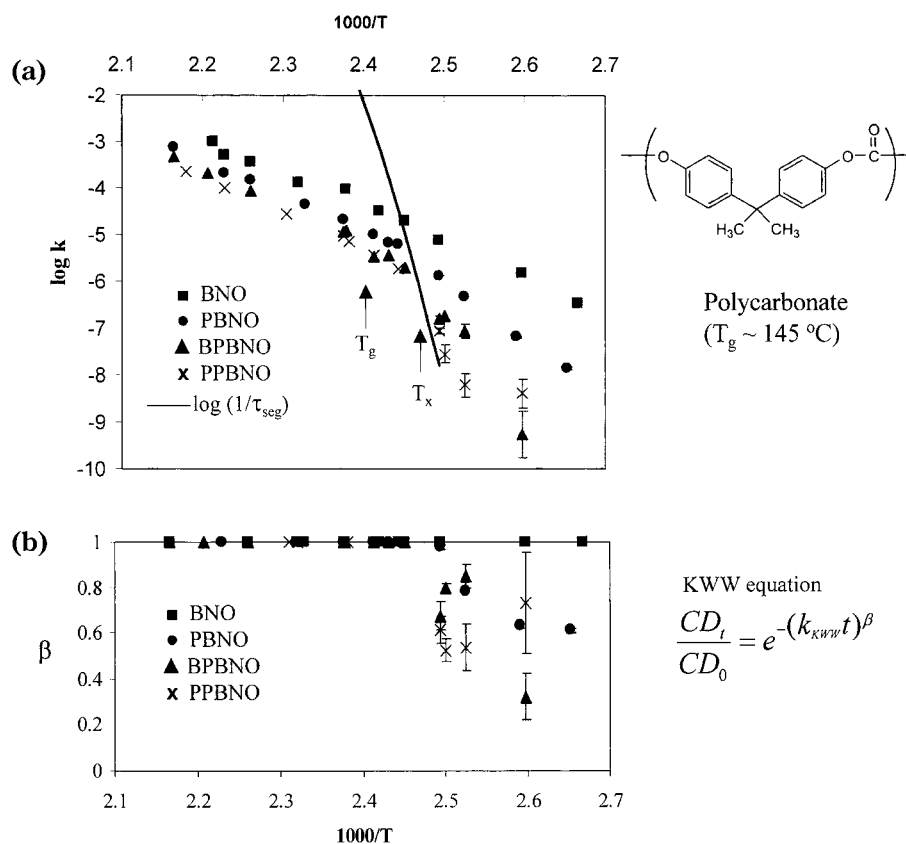 1000/T
(a)
2.1 2.2 2.3 2.4 2.5 2.6 2.7
-2
-3
-4
-5
-6
-7
-8
-9
-10
log k
BNO
PBNO
BPBNO
PPBNO
log (1/τseg)
Tg
Tx
O
O
O-C
H3C CH3
Polycarbonate
(Tg ~ 145 ºC)
(b)
1
0.8
0.6
0.4
0.2
0
β
BNO
PBNO
BPBNO
PPBNO
2.1 2.2 2.3 2.4 2.5 2.6 2.7
1000/T
KWW equation
CDt
CD0
= e-(kKWWt)β